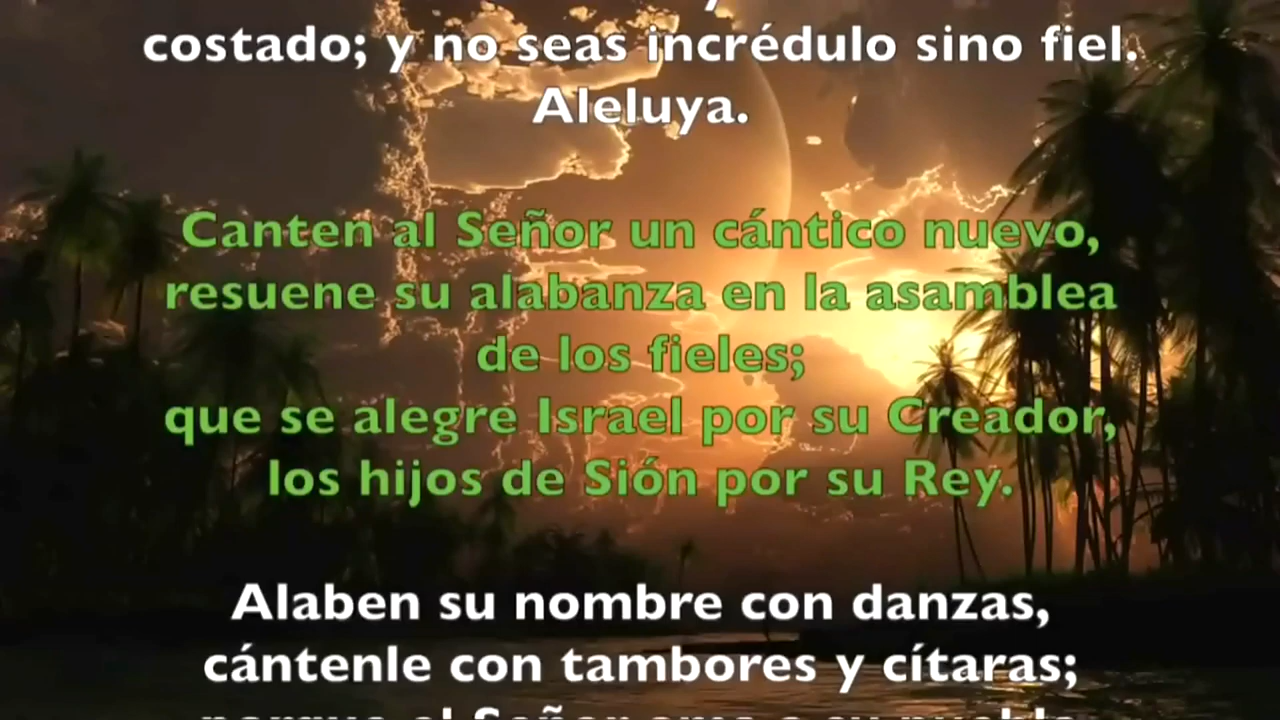 costado; y no seas incrédulo sino fiel.
Aleluya.
Canten al Señor un cántico nuevo,
resuene su alabanza en la asamblea
de los fieles;
que se alegre Israel por su Creador,
los hijos de Sión por su Rey.
Alaben su nombre con danzas,
cántenle con tambores y cítaras;